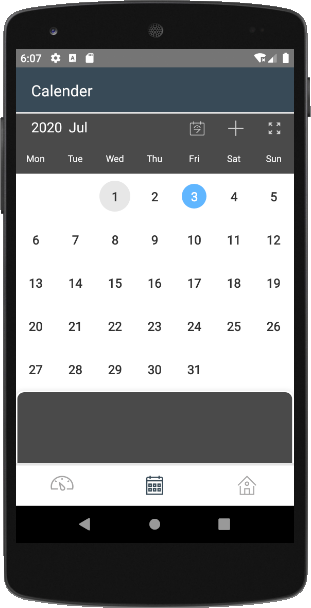 6:07
Calender
2020 Jul
Mon Tue Wed Thu Fri Sat Sun
1 2 3 4 5
6 7 8 9 10 11 12
13 14 15 16 17 18 19
20 21 22 23 24 25 26
27 28 29 30 31